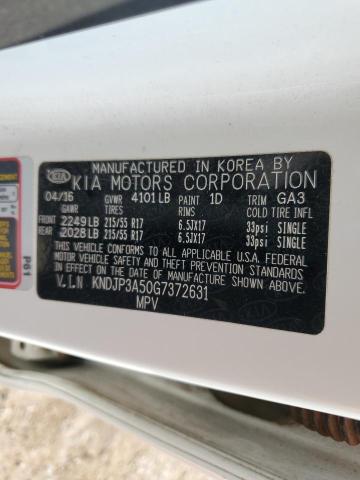 MANUFACTURED IN KOREA BY
KIA KIA MOTORS CORPORATION
04/16 GVWR 4101LB PAINT 1D TRIM GA3
GAWR TIRES RIMS COLD TIRE INFL
FRONT 2249LB 215/55 R17 6.5JX17 33psi SINGLE
REAR 2028LB 215/55 R17 6.5JX17 33psi SINGLE
THIS VEHICLE CONFORMS TO ALL APPLICABLE U.S.A. FEDERAL
MOTOR VEHICLE SAFETY AND THEFT PREVENTION STANDARDS IN
EFFECT ON THE DATE OF MANUFACTURE SHOWN ABOVE.
V.I.N KNDJP3A50G7372631
MPV
P61